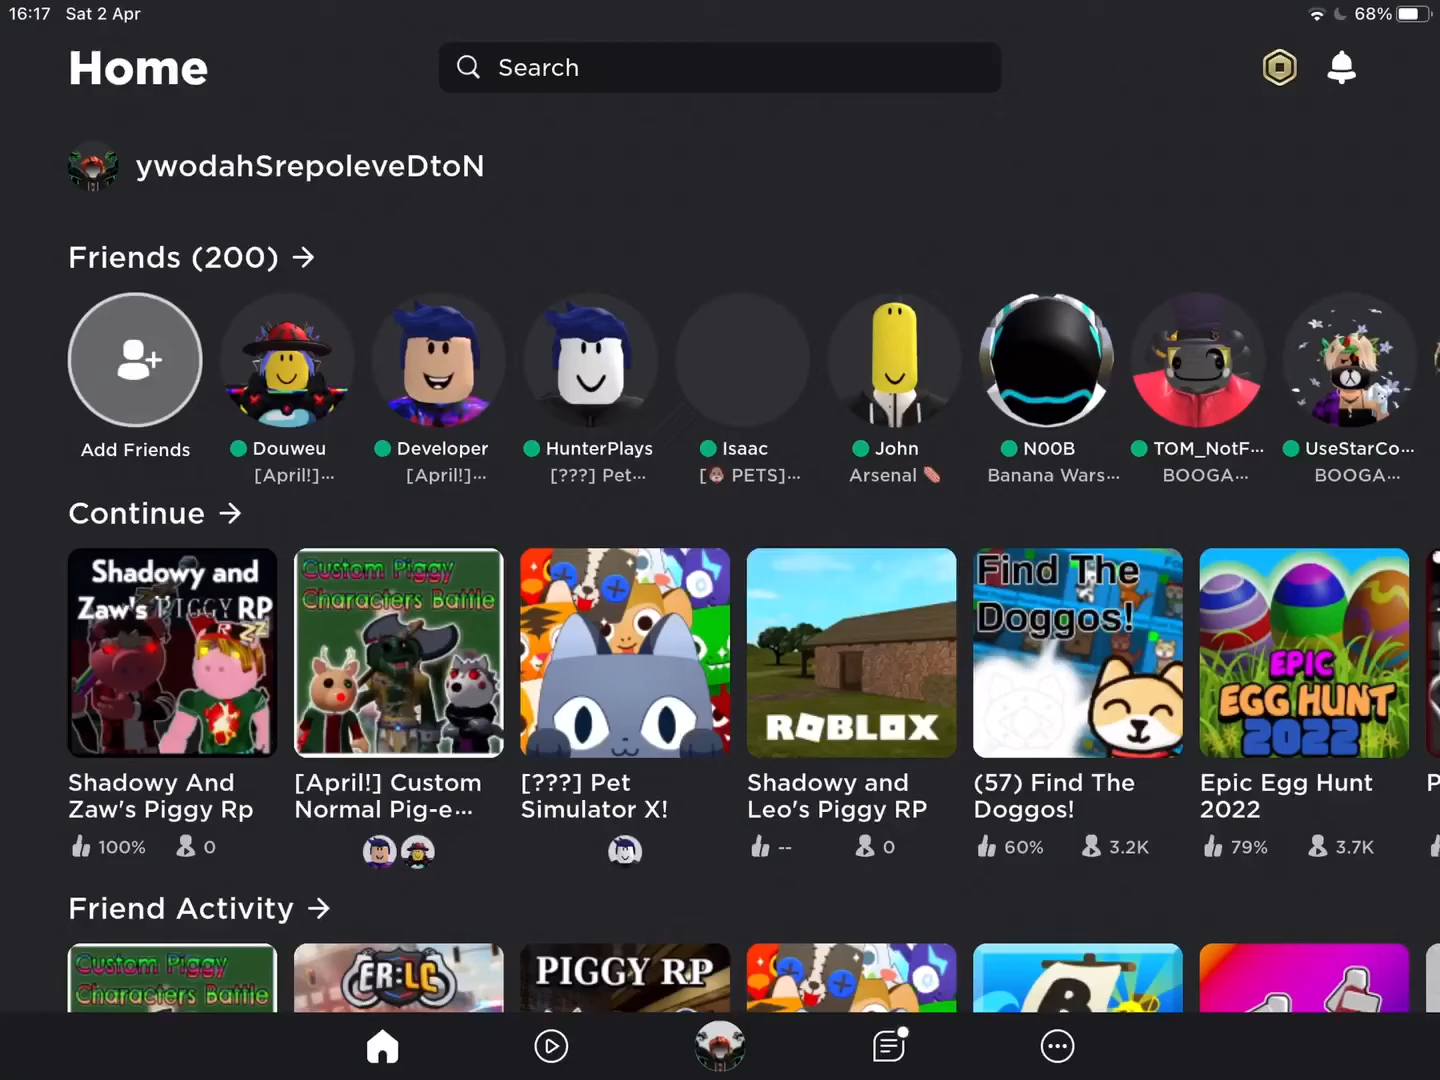 16:17 Sat 2 Apr 68%
Home
Search
ywodahSrepoleveDtoN
Friends (200) →
Add Friends
Douweu
[April!]...
Developer
[April!]...
HunterPlays
[???] Pet...
Isaac
[🐶 PETS]...
John
Arsenal 🌭
N00B
Banana Wars...
TOM_NotF...
BOOGA...
UseStarCo...
BOOGA...
Continue →
Shadowy and
Zaw's PIGGY RP
Custom Piggy
Characters Battle
ROBLOX
Find The
Doggos!
EPIC
EGG HUNT
2022
Shadowy And
Zaw's Piggy Rp
100% 0
[April!] Custom
Normal Pig-e...
[???] Pet
Simulator X!
Shadowy and
Leo's Piggy RP
-- 0
(57) Find The
Doggos!
60% 3.2K
Epic Egg Hunt
2022
79% 3.7K
P
Friend Activity →
Custom Piggy
Characters Battle
ER:LC
PIGGY RP
B